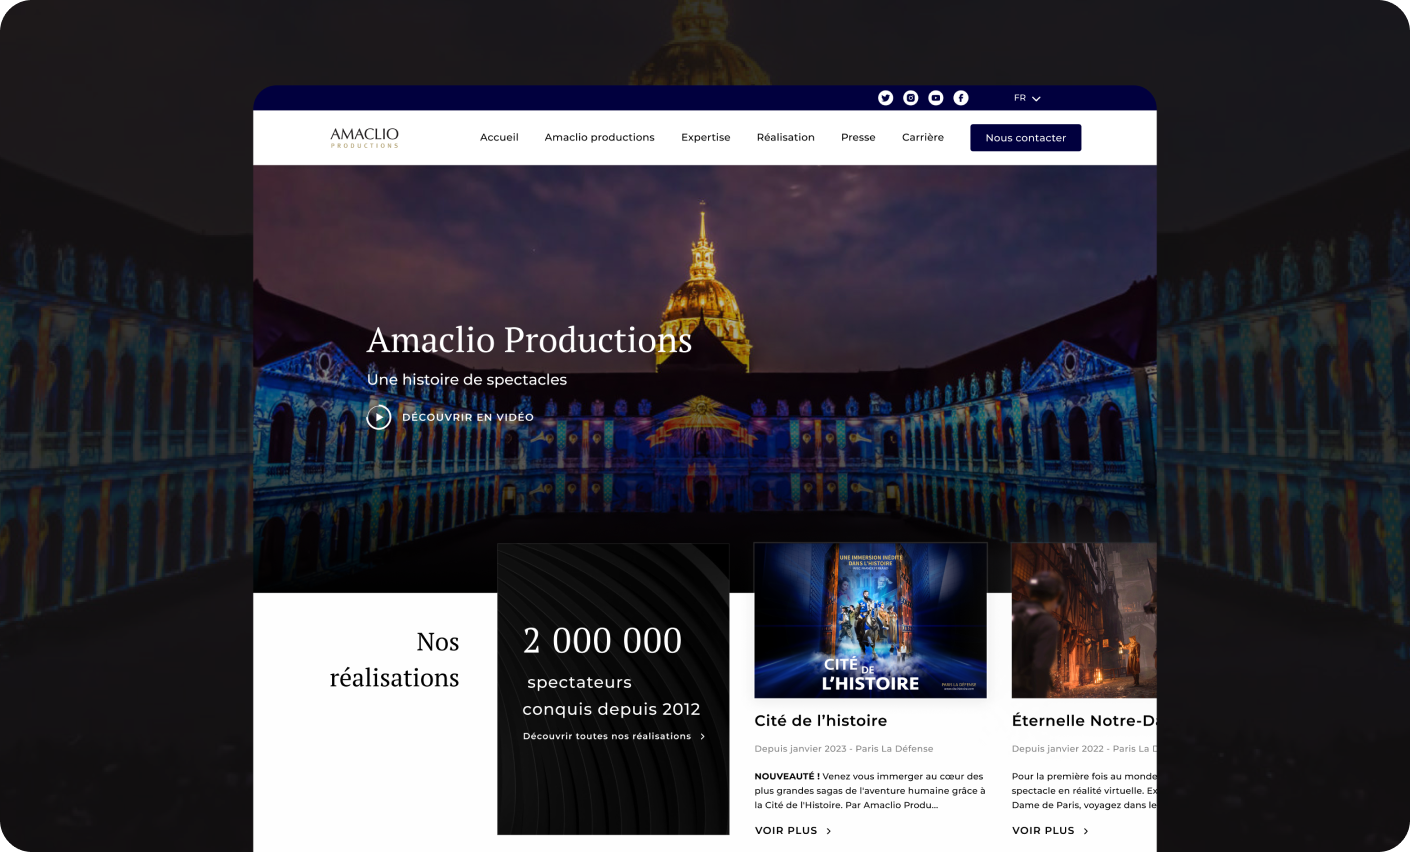 FR
AMACLIO
PRODUCTIONS
Accueil
Amaclio productions
Expertise
Réalisation
Presse
Carrière
Nous contacter
Amaclio Productions
Une histoire de spectacles
DÉCOUVRIR EN VIDÉO
Nos
réalisations
2 000 000
spectateurs
conquis depuis 2012
Découvrir toutes nos réalisations
UNE IMMERSION INÉDITE
DANS L'HISTOIRE
CITÉ DE
L'HISTOIRE
PARIS LA DÉFENSE
Cité de l’histoire
Depuis janvier 2023 - Paris La Défense
NOUVEAUTÉ ! Venez vous immerger au cœur des
plus grandes sagas de l'aventure humaine grâce à
la Cité de l'Histoire. Par Amaclio Produ...
VOIR PLUS
Éternelle Notre-Da
Depuis janvier 2022 - Paris La D
Pour la première fois au monde
spectacle en réalité virtuelle. Ex
Dame de Paris, voyagez dans le
VOIR PLUS